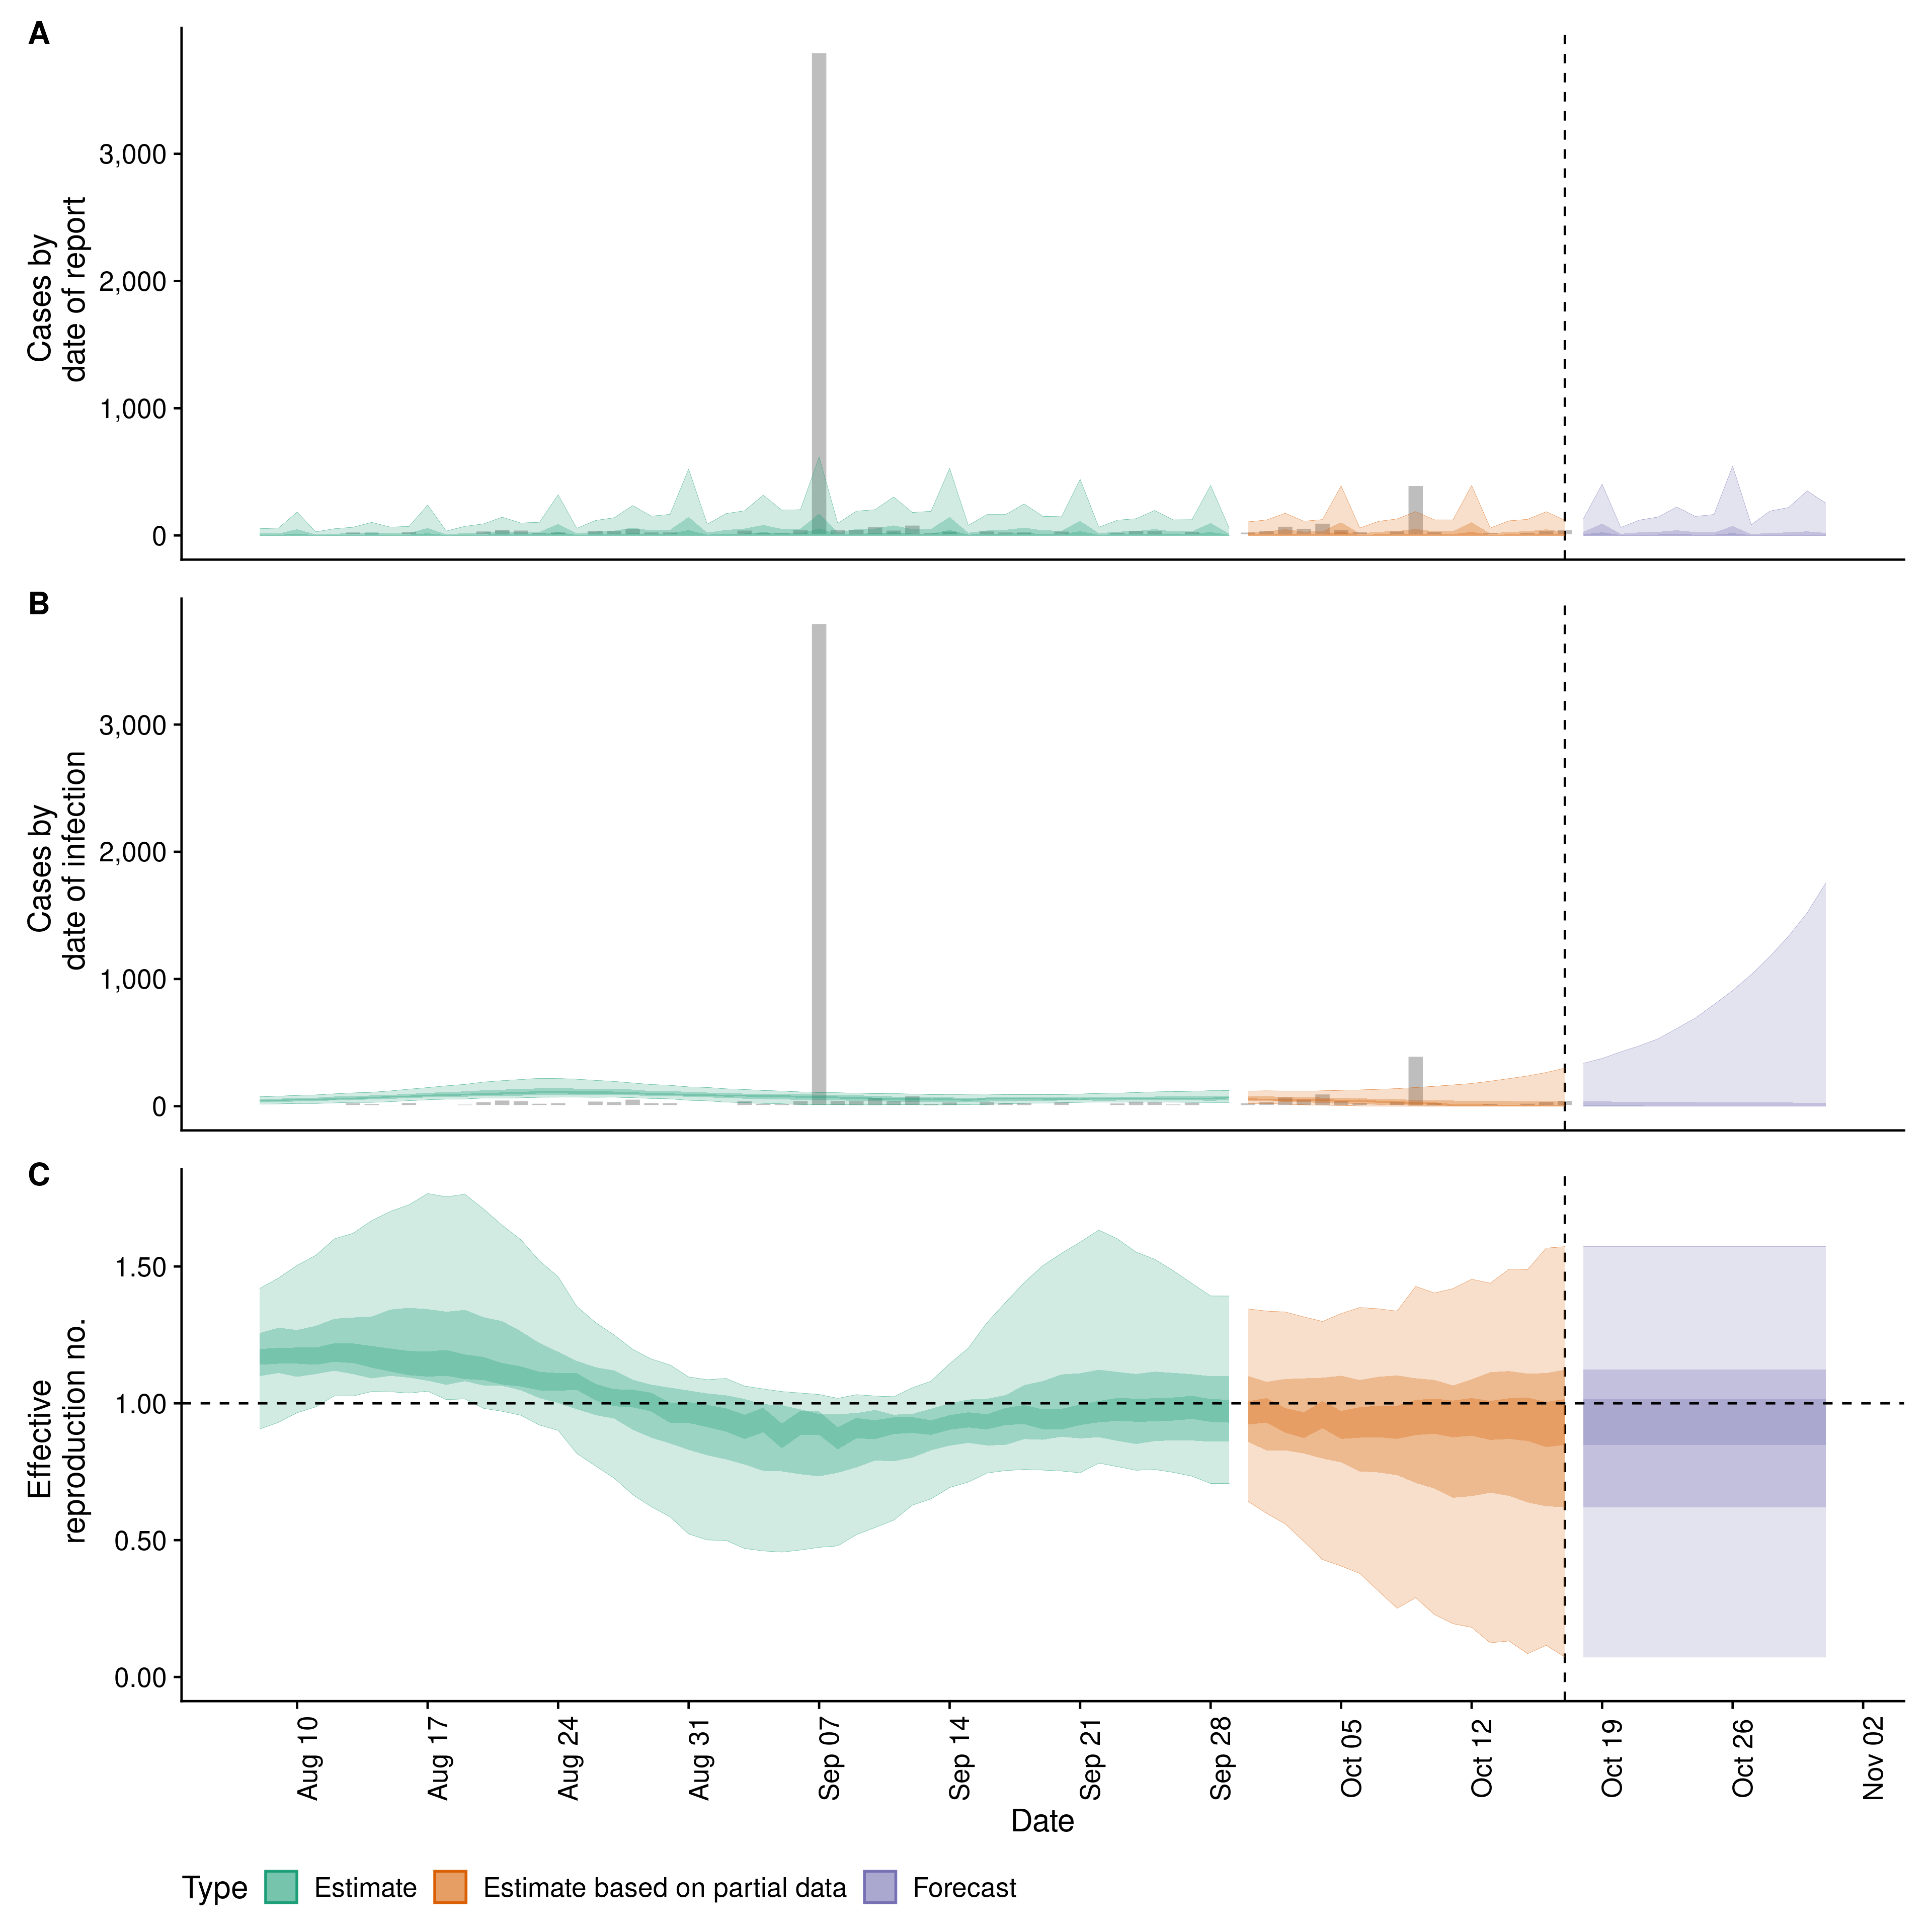 A
Cases by
date of report
3,000
2,000
1,000
0
B
Cases by
date of infection
3,000
2,000
1,000
0
C
Effective
reproduction no.
1.50
1.00
0.50
0.00
Aug 10
Aug 17
Aug 24
Aug 31
Sep 07
Sep 14
Sep 21
Sep 28
Oct 05
Oct 12
Oct 19
Oct 26
Nov 02
Date
Type Estimate Estimate based on partial data Forecast